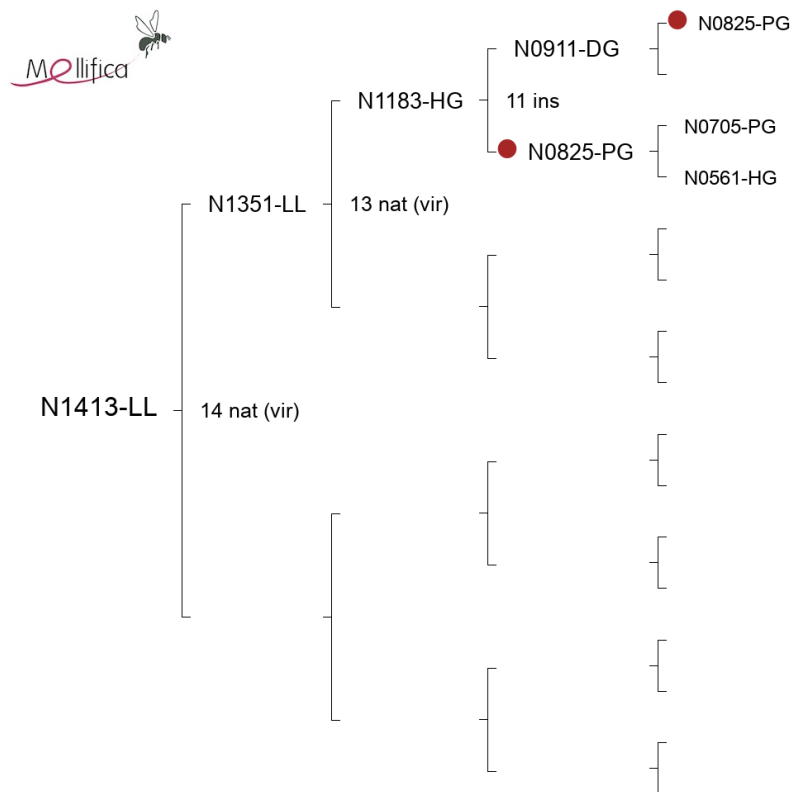 Mellifica
N0825-PG
N0911-DG
N1183-HG
11 ins
N0705-PG
N0825-PG
N0561-HG
N1351-LL
13 nat (vir)
N1413-LL
14 nat (vir)